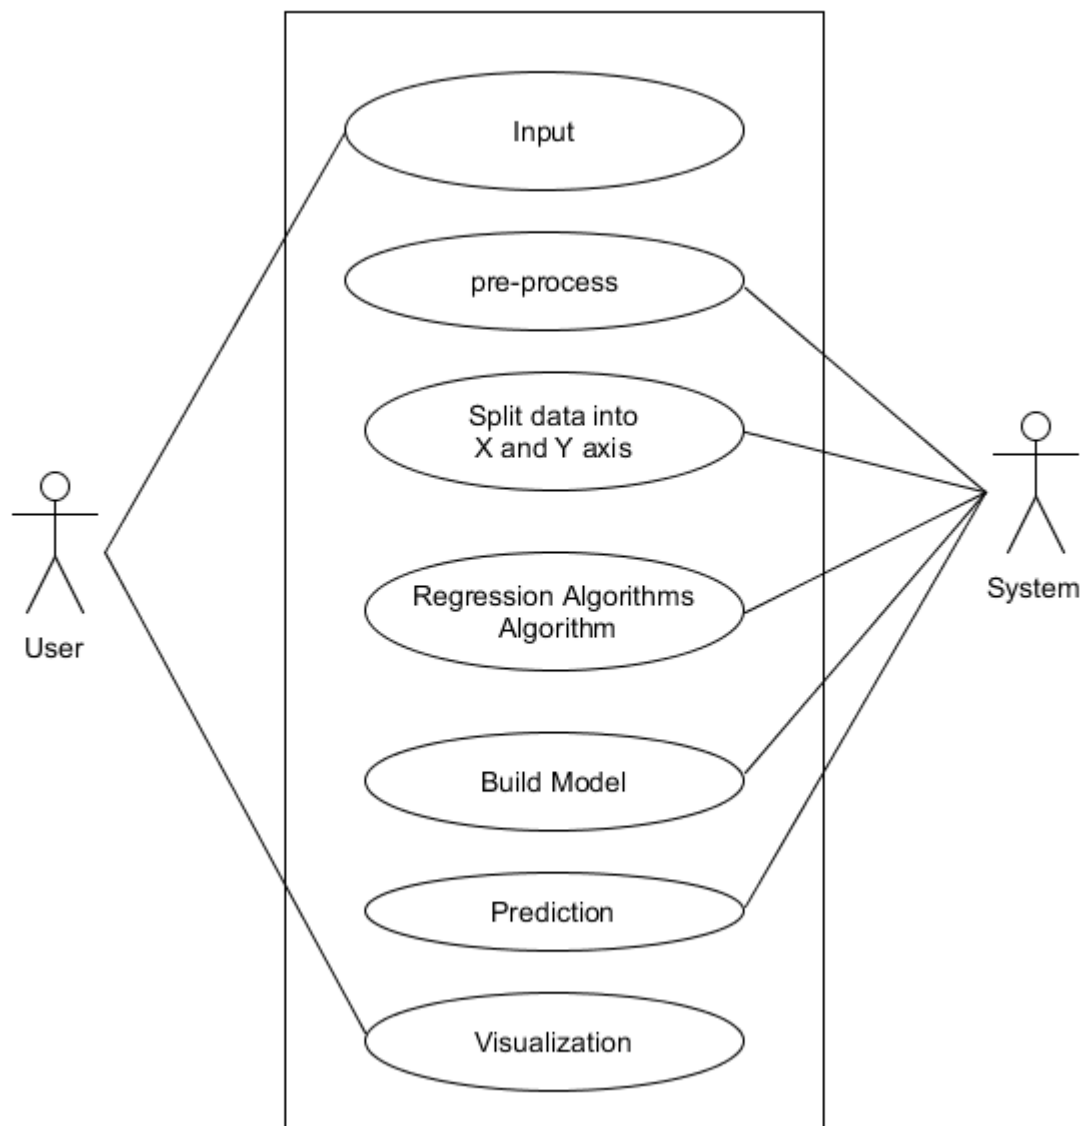 Input
pre-process
Split data into
X and Y axis
Regression Algorithms
Algorithm
Build Model
Prediction
Visualization
User
System